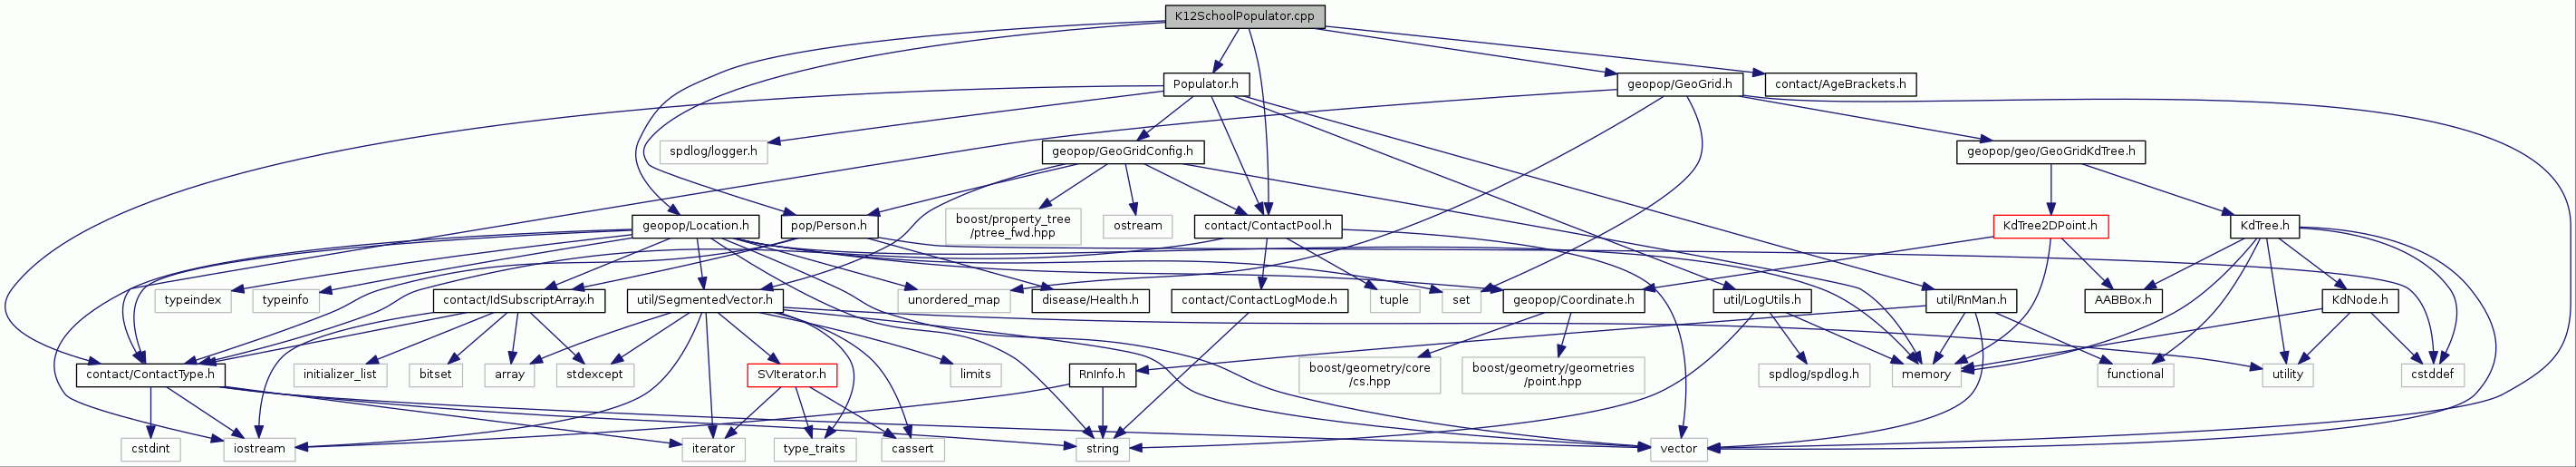 K12SchoolPopulator.cpp
Populator.h
geopop/GeoGrid.h
contact/AgeBrackets.h
spdlog/logger.h
geopop/GeoGridConfig.h
geopop/geo/GeoGridKdTree.h
geopop/Location.h
pop/Person.h
boost/property_tree
/ptree_fwd.hpp
ostream
contact/ContactPool.h
KdTree2DPoint.h
KdTree.h
typeindex
typeinfo
contact/IdSubscriptArray.h
util/SegmentedVector.h
unordered_map
disease/Health.h
contact/ContactLogMode.h
tuple
set
geopop/Coordinate.h
util/LogUtils.h
util/RnMan.h
AABBox.h
KdNode.h
contact/ContactType.h
initializer_list
bitset
array
stdexcept
SVIterator.h
limits
RnInfo.h
boost/geometry/core
/cs.hpp
boost/geometry/geometries
/point.hpp
spdlog/spdlog.h
memory
functional
utility
cstddef
cstdint
iostream
iterator
type_traits
cassert
string
vector